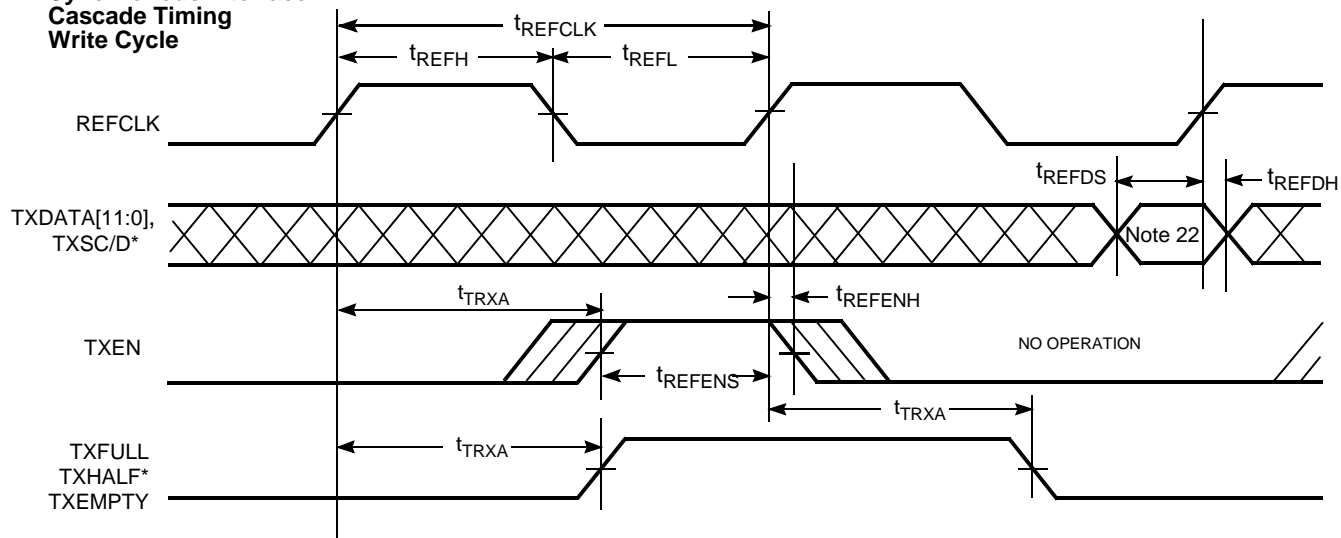 Cascade Timing
Write Cycle
tREFCLK
tREFH
tREFL
REFCLK
tREFDS
tREFDH
TXDATA[11:0],
TXSC/D*
Note 22
tTRXA
tREFENH
TXEN
NO OPERATION
tREFENS
tTRXA
TXFULL
TXHALF*
TXEMPTY
tTRXA